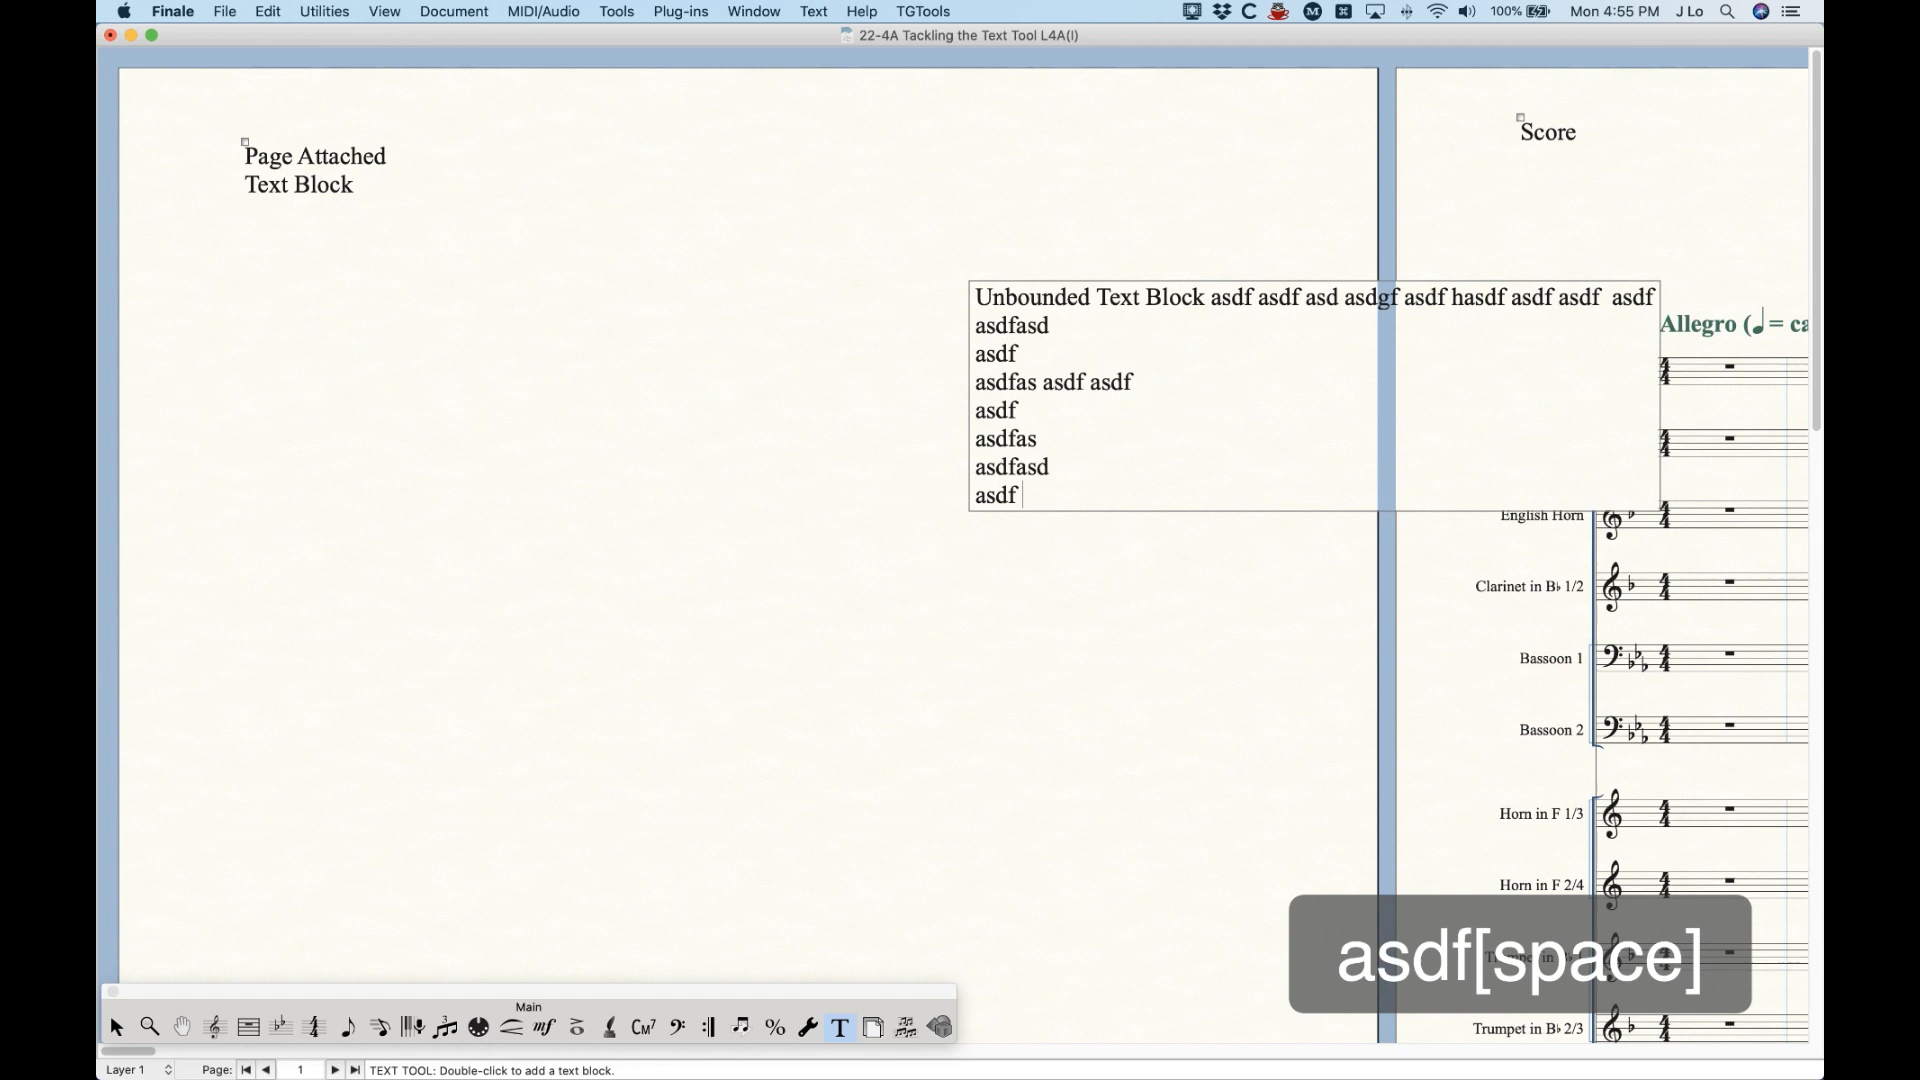 Finale File Edit Utilities View Document MIDI/Audio Tools Plug-ins Window Text Help TGTools 100% Mon 4:55 PM J Lo
22-4A Tackling the Text Tool L4A(I)
Page Attached
Text Block
Score
Unbounded Text Block asdf asdf asd asdgf asdf hasdf asdf asdf  asdf
asdfasd
asdf
asdfas asdf asdf
asdf
asdfas
asdfasd
asdf
Allegro (♩= ca
English Horn
Clarinet in B♭ 1/2
Bassoon 1
Bassoon 2
Horn in F 1/3
Horn in F 2/4
asdf[space]
Trumpet in B♭ 2/3
Main
mf CM7 % T
Layer 1 Page: 1 TEXT TOOL: Double-click to add a text block.